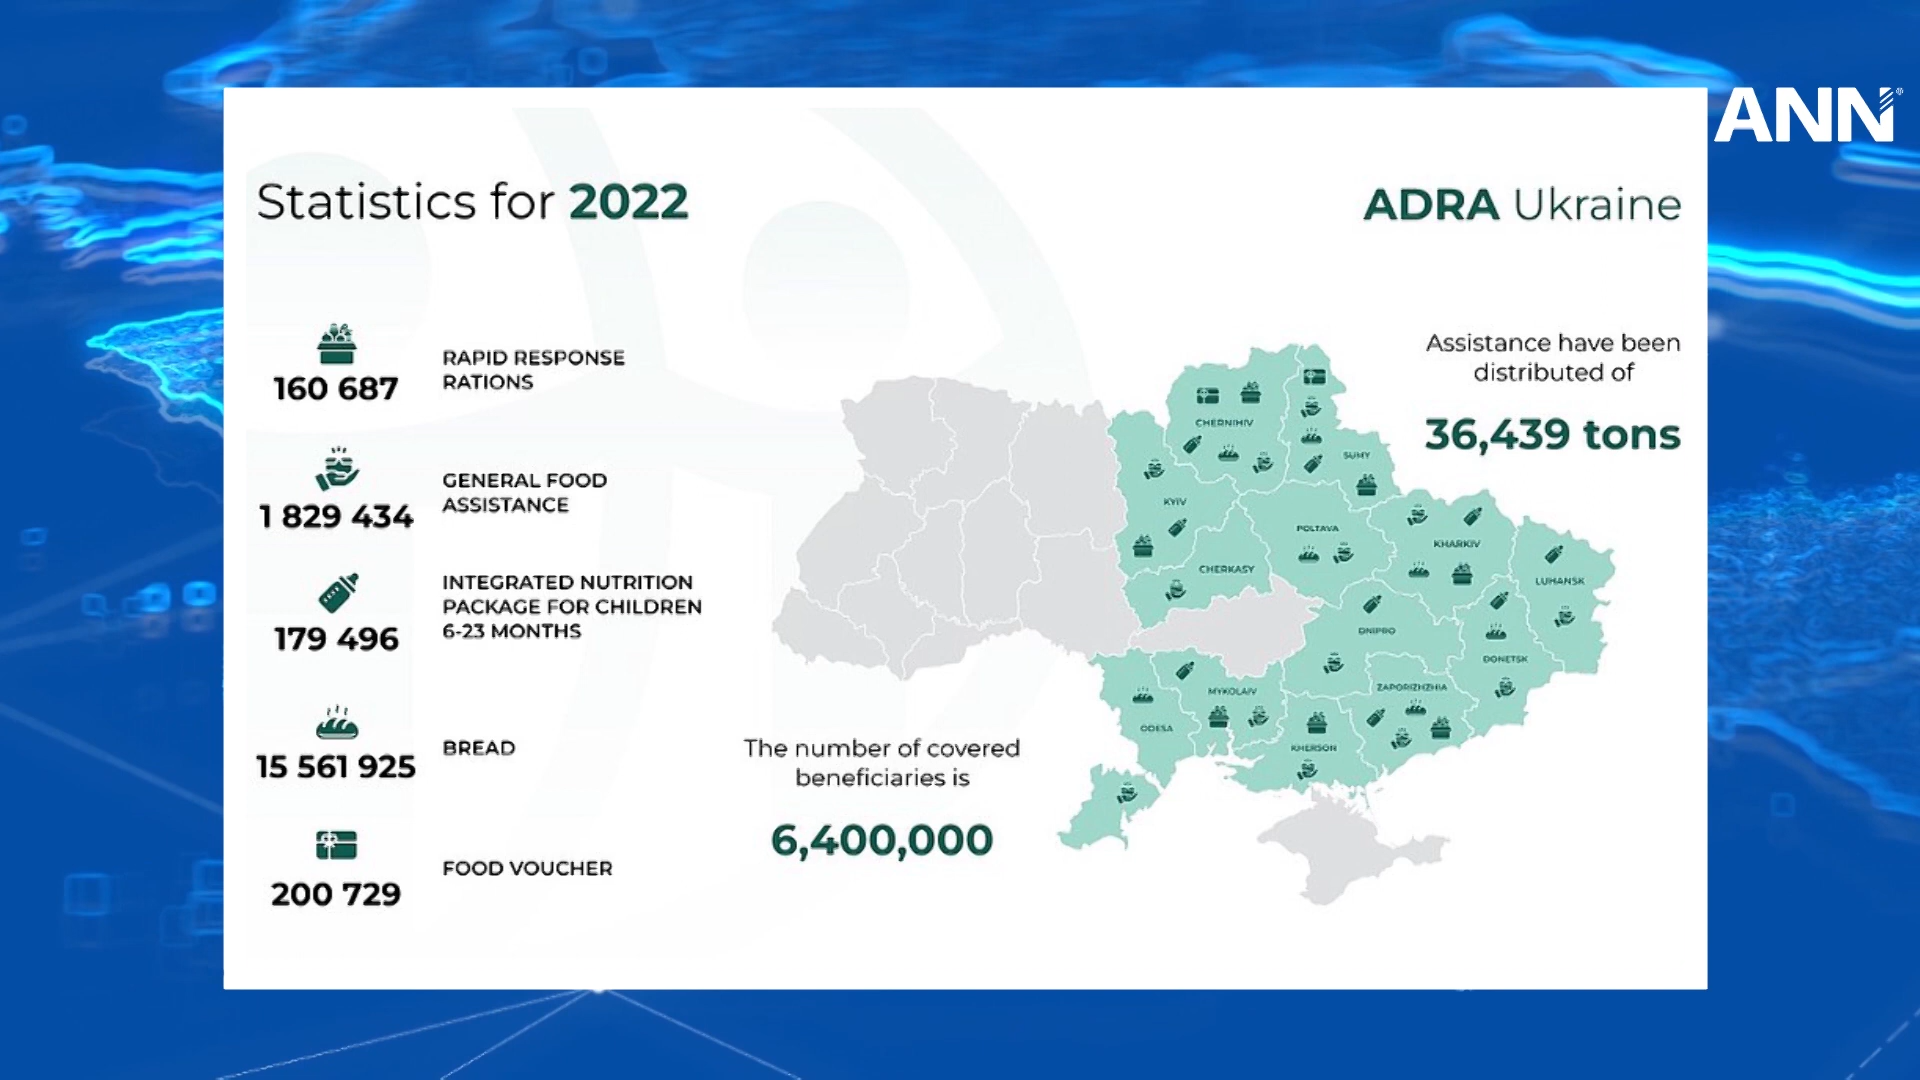 ANN
Statistics for 2022
ADRA Ukraine
160 687
RAPID RESPONSE
RATIONS
1 829 434
GENERAL FOOD
ASSISTANCE
179 496
INTEGRATED NUTRITION
PACKAGE FOR CHILDREN
6-23 MONTHS
15 561 925
BREAD
200 729
FOOD VOUCHER
The number of covered
beneficiaries is
6,400,000
Assistance have been
distributed of
36,439 tons
CHERNIHIV
SUMY
KYIV
POLTAVA
KHARKIV
CHERKASY
LUHANSK
DNIPRO
DONETSK
ZAPORIZHZHIA
MYKOLAIV
ODESA
KHERSON